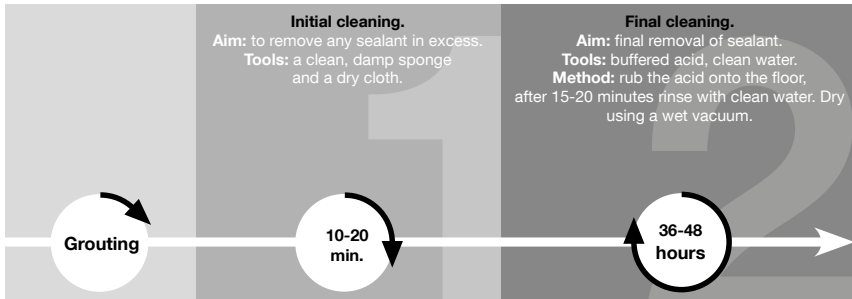 Initial cleaning.
Aim: to remove any sealant in excess.
Tools: a clean, damp sponge
and a dry cloth.
Final cleaning.
Aim: final removal of sealant.
Tools: buffered acid, clean water.
Method: rub the acid onto the floor,
after 15-20 minutes rinse with clean water. Dry
using a wet vacuum.
1
2
Grouting
10-20
min.
36-48
hours